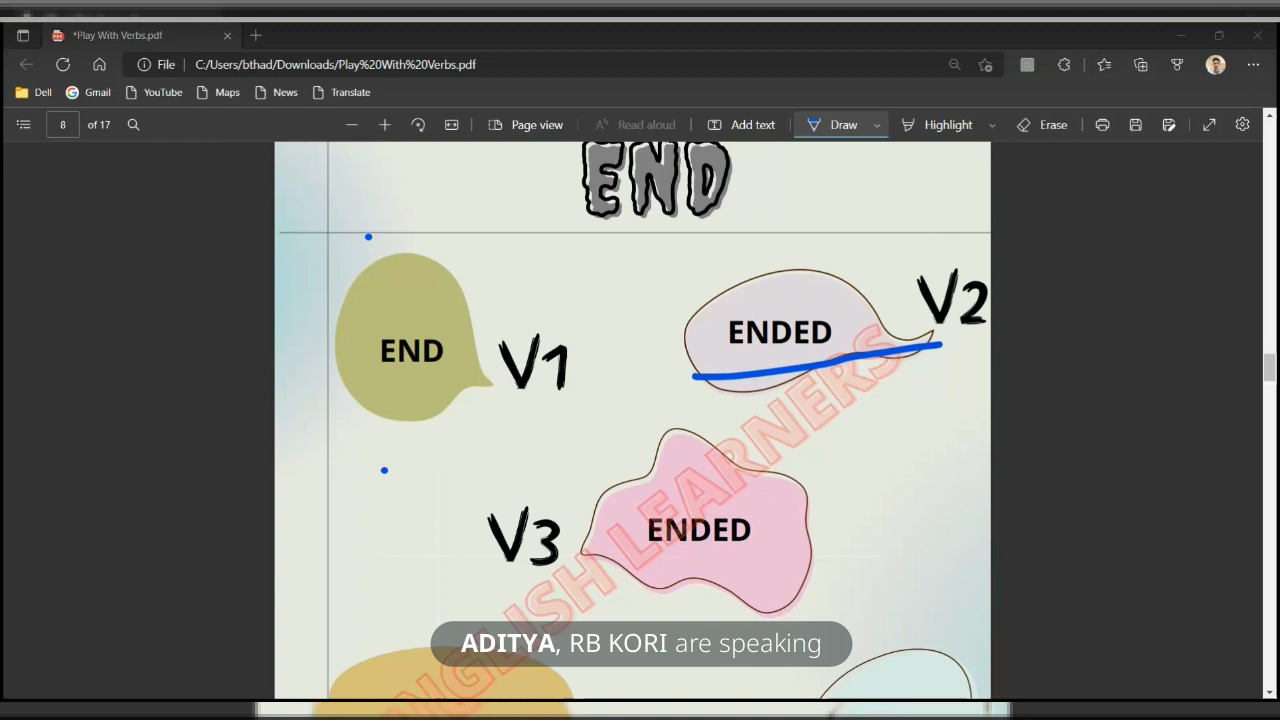 *Play With Verbs.pdf
File | C:/Users/bthad/Downloads/Play%20With%20Verbs.pdf
Dell Gmail YouTube Maps News Translate
8 of 17 Page view Read aloud Add text Draw Highlight Erase
END
END V1
ENDED V2
V3 ENDED
ENGLISH LEARNERS
ADITYA, RB KORI are speaking